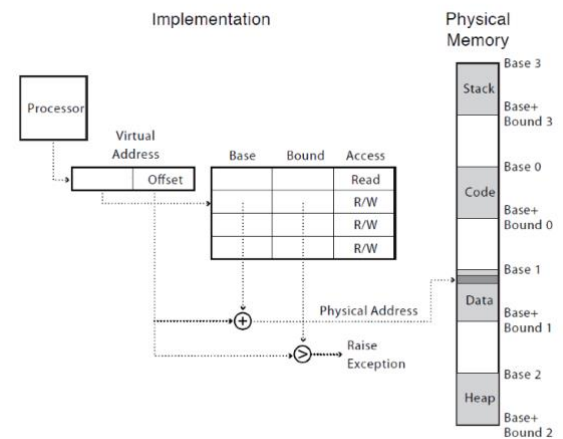 Implementation
Physical
Memory
Processor
Virtual
Address
Offset
Base Bound Access
Read
R/W
R/W
R/W
+
Physical Address
>
Raise
Exception
Base 3
Stack
Base+
Bound 3
Base 0
Code
Base+
Bound 0
Base 1
Data
Base+
Bound 1
Base 2
Heap
Base+
Bound 2